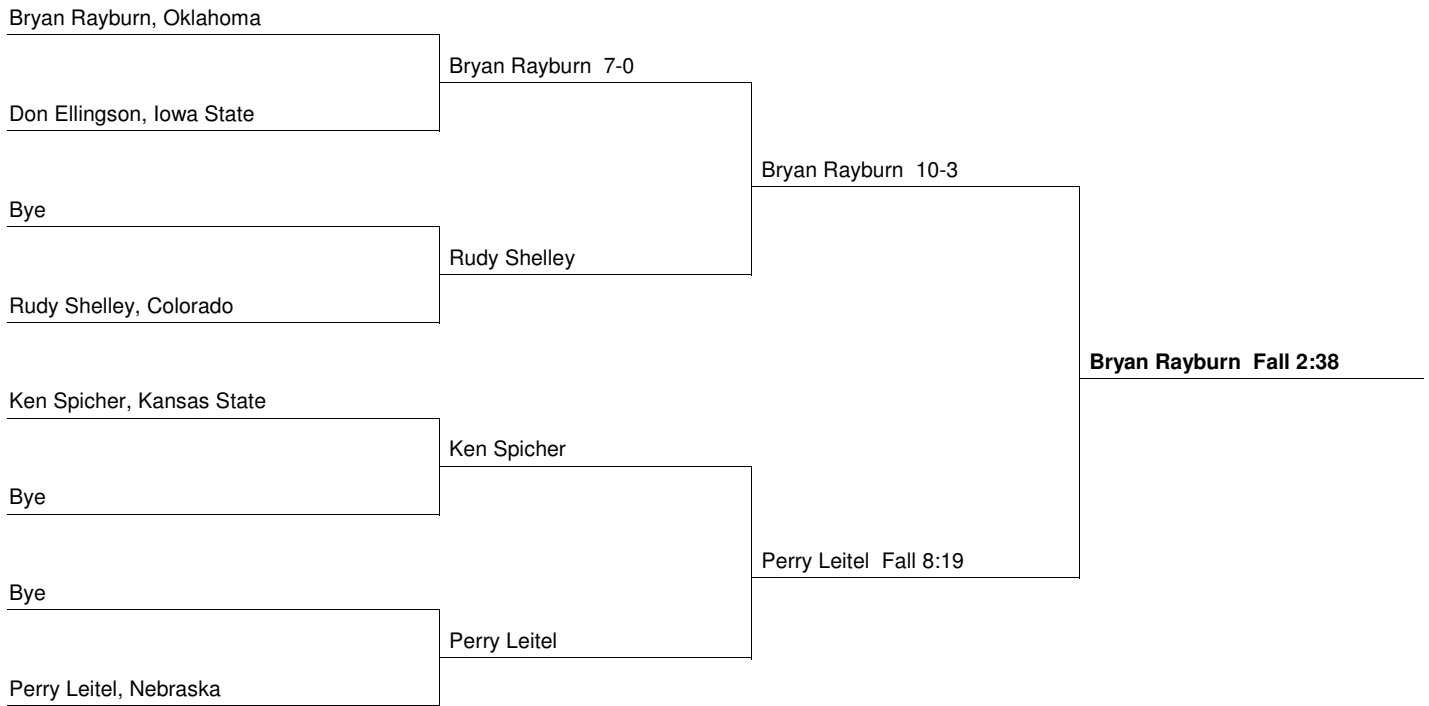 Bryan Rayburn, Oklahoma
Bryan Rayburn  7-0
Don Ellingson, Iowa State
Bryan Rayburn  10-3
Bye
Rudy Shelley
Rudy Shelley, Colorado
Bryan Rayburn  Fall 2:38
Ken Spicher, Kansas State
Ken Spicher
Bye
Perry Leitel  Fall 8:19
Bye
Perry Leitel
Perry Leitel, Nebraska